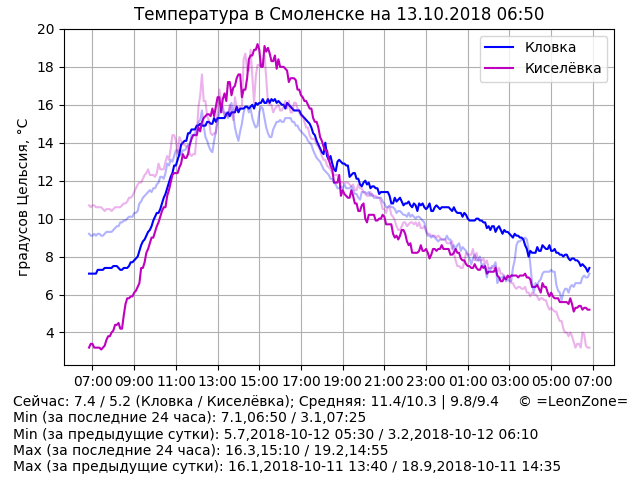 Температура в Смоленске на 13.10.2018 06:50
20
18
16
14
12
10
8
6
4
градусов Цельсия, °C
Кловка
Киселёвка
07:00 09:00 11:00 13:00 15:00 17:00 19:00 21:00 23:00 01:00 03:00 05:00 07:00
Сейчас: 7.4 / 5.2 (Кловка / Киселёвка); Средняя: 11.4/10.3 | 9.8/9.4 © =LeonZone=
Min (за последние 24 часа): 7.1,06:50 / 3.1,07:25
Min (за предыдущие сутки): 5.7,2018-10-12 05:30 / 3.2,2018-10-12 06:10
Max (за последние 24 часа): 16.3,15:10 / 19.2,14:55
Max (за предыдущие сутки): 16.1,2018-10-11 13:40 / 18.9,2018-10-11 14:35